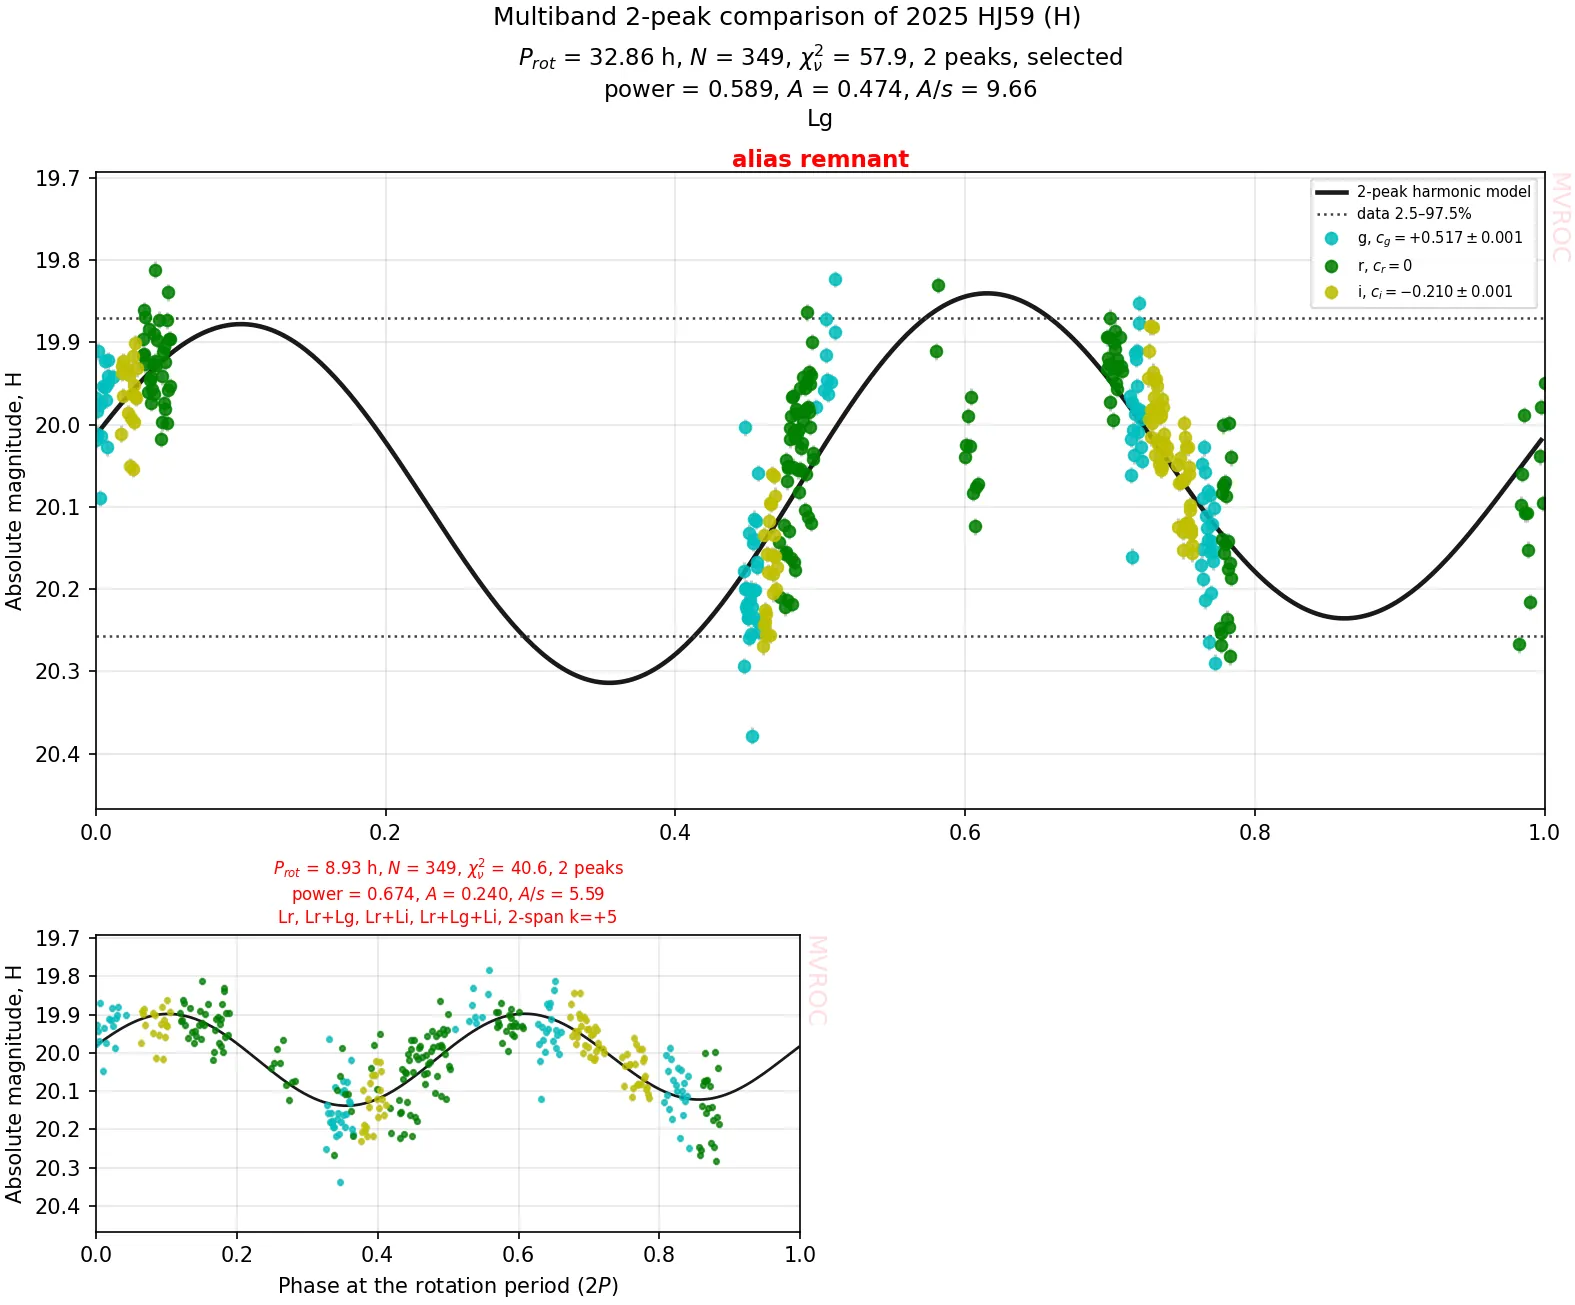 Multiband 2-peak comparison of 2025 HJ59 (H)
P_rot = 32.86 h, N = 349, χ²_ν = 57.9, 2 peaks, selected
power = 0.589, A = 0.474, A/s = 9.66
Lg
alias remnant
2-peak harmonic model
data 2.5–97.5%
g, c_g = +0.517 ± 0.001
r, c_r = 0
i, c_i = −0.210 ± 0.001
MVROC
Absolute magnitude, H
19.7
19.8
19.9
20.0
20.1
20.2
20.3
20.4
0.0 0.2 0.4 0.6 0.8 1.0
P_rot = 8.93 h, N = 349, χ²_ν = 40.6, 2 peaks
power = 0.674, A = 0.240, A/s = 5.59
Lr, Lr+Lg, Lr+Li, Lr+Lg+Li, 2-span k=+5
MVROC
Absolute magnitude, H
19.7
19.8
19.9
20.0
20.1
20.2
20.3
20.4
0.0 0.2 0.4 0.6 0.8 1.0
Phase at the rotation period (2P)